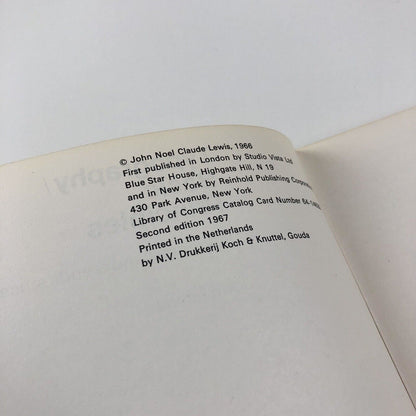 © John Noel Claude Lewis, 1966
First published in London by Studio Vista Ltd
Blue Star House, Highgate Hill, N 19
and in New York by Reinhold Publishing
430 Park Avenue, New York
Library of Congress Catalog Card Number
Second edition 1967
Printed in the Netherlands
by N.V. Drukkerij Koch & Knuttel, Gouda